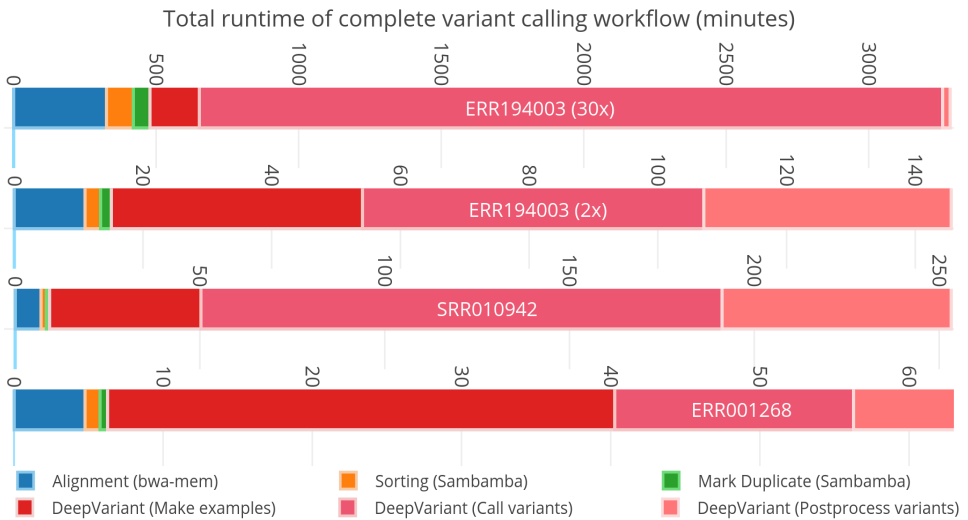 Total runtime of complete variant calling workflow (minutes)
0 500 1000 1500 2000 2500 3000
ERR194003 (30x)
0 20 40 60 80 100 120 140
ERR194003 (2x)
0 50 100 150 200 250
SRR010942
0 10 20 30 40 50 60
ERR001268
Alignment (bwa-mem) Sorting (Sambamba) Mark Duplicate (Sambamba)
DeepVariant (Make examples) DeepVariant (Call variants) DeepVariant (Postprocess variants)